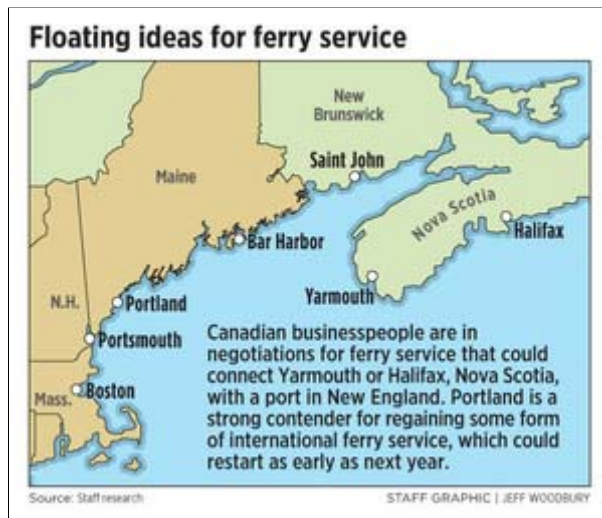 Floating ideas for ferry service
New
Brunswick
Saint John
Maine
Nova Scotia
Bar Harbor
Halifax
Yarmouth
N.H.
Portland
Portsmouth
Mass.
Boston
Canadian businesspeople are in
negotiations for ferry service that could
connect Yarmouth or Halifax, Nova Scotia,
with a port in New England. Portland is a
strong contender for regaining some form
of international ferry service, which could
restart as early as next year.
Source: Staff research
STAFF GRAPHIC | JEFF WOODBURY